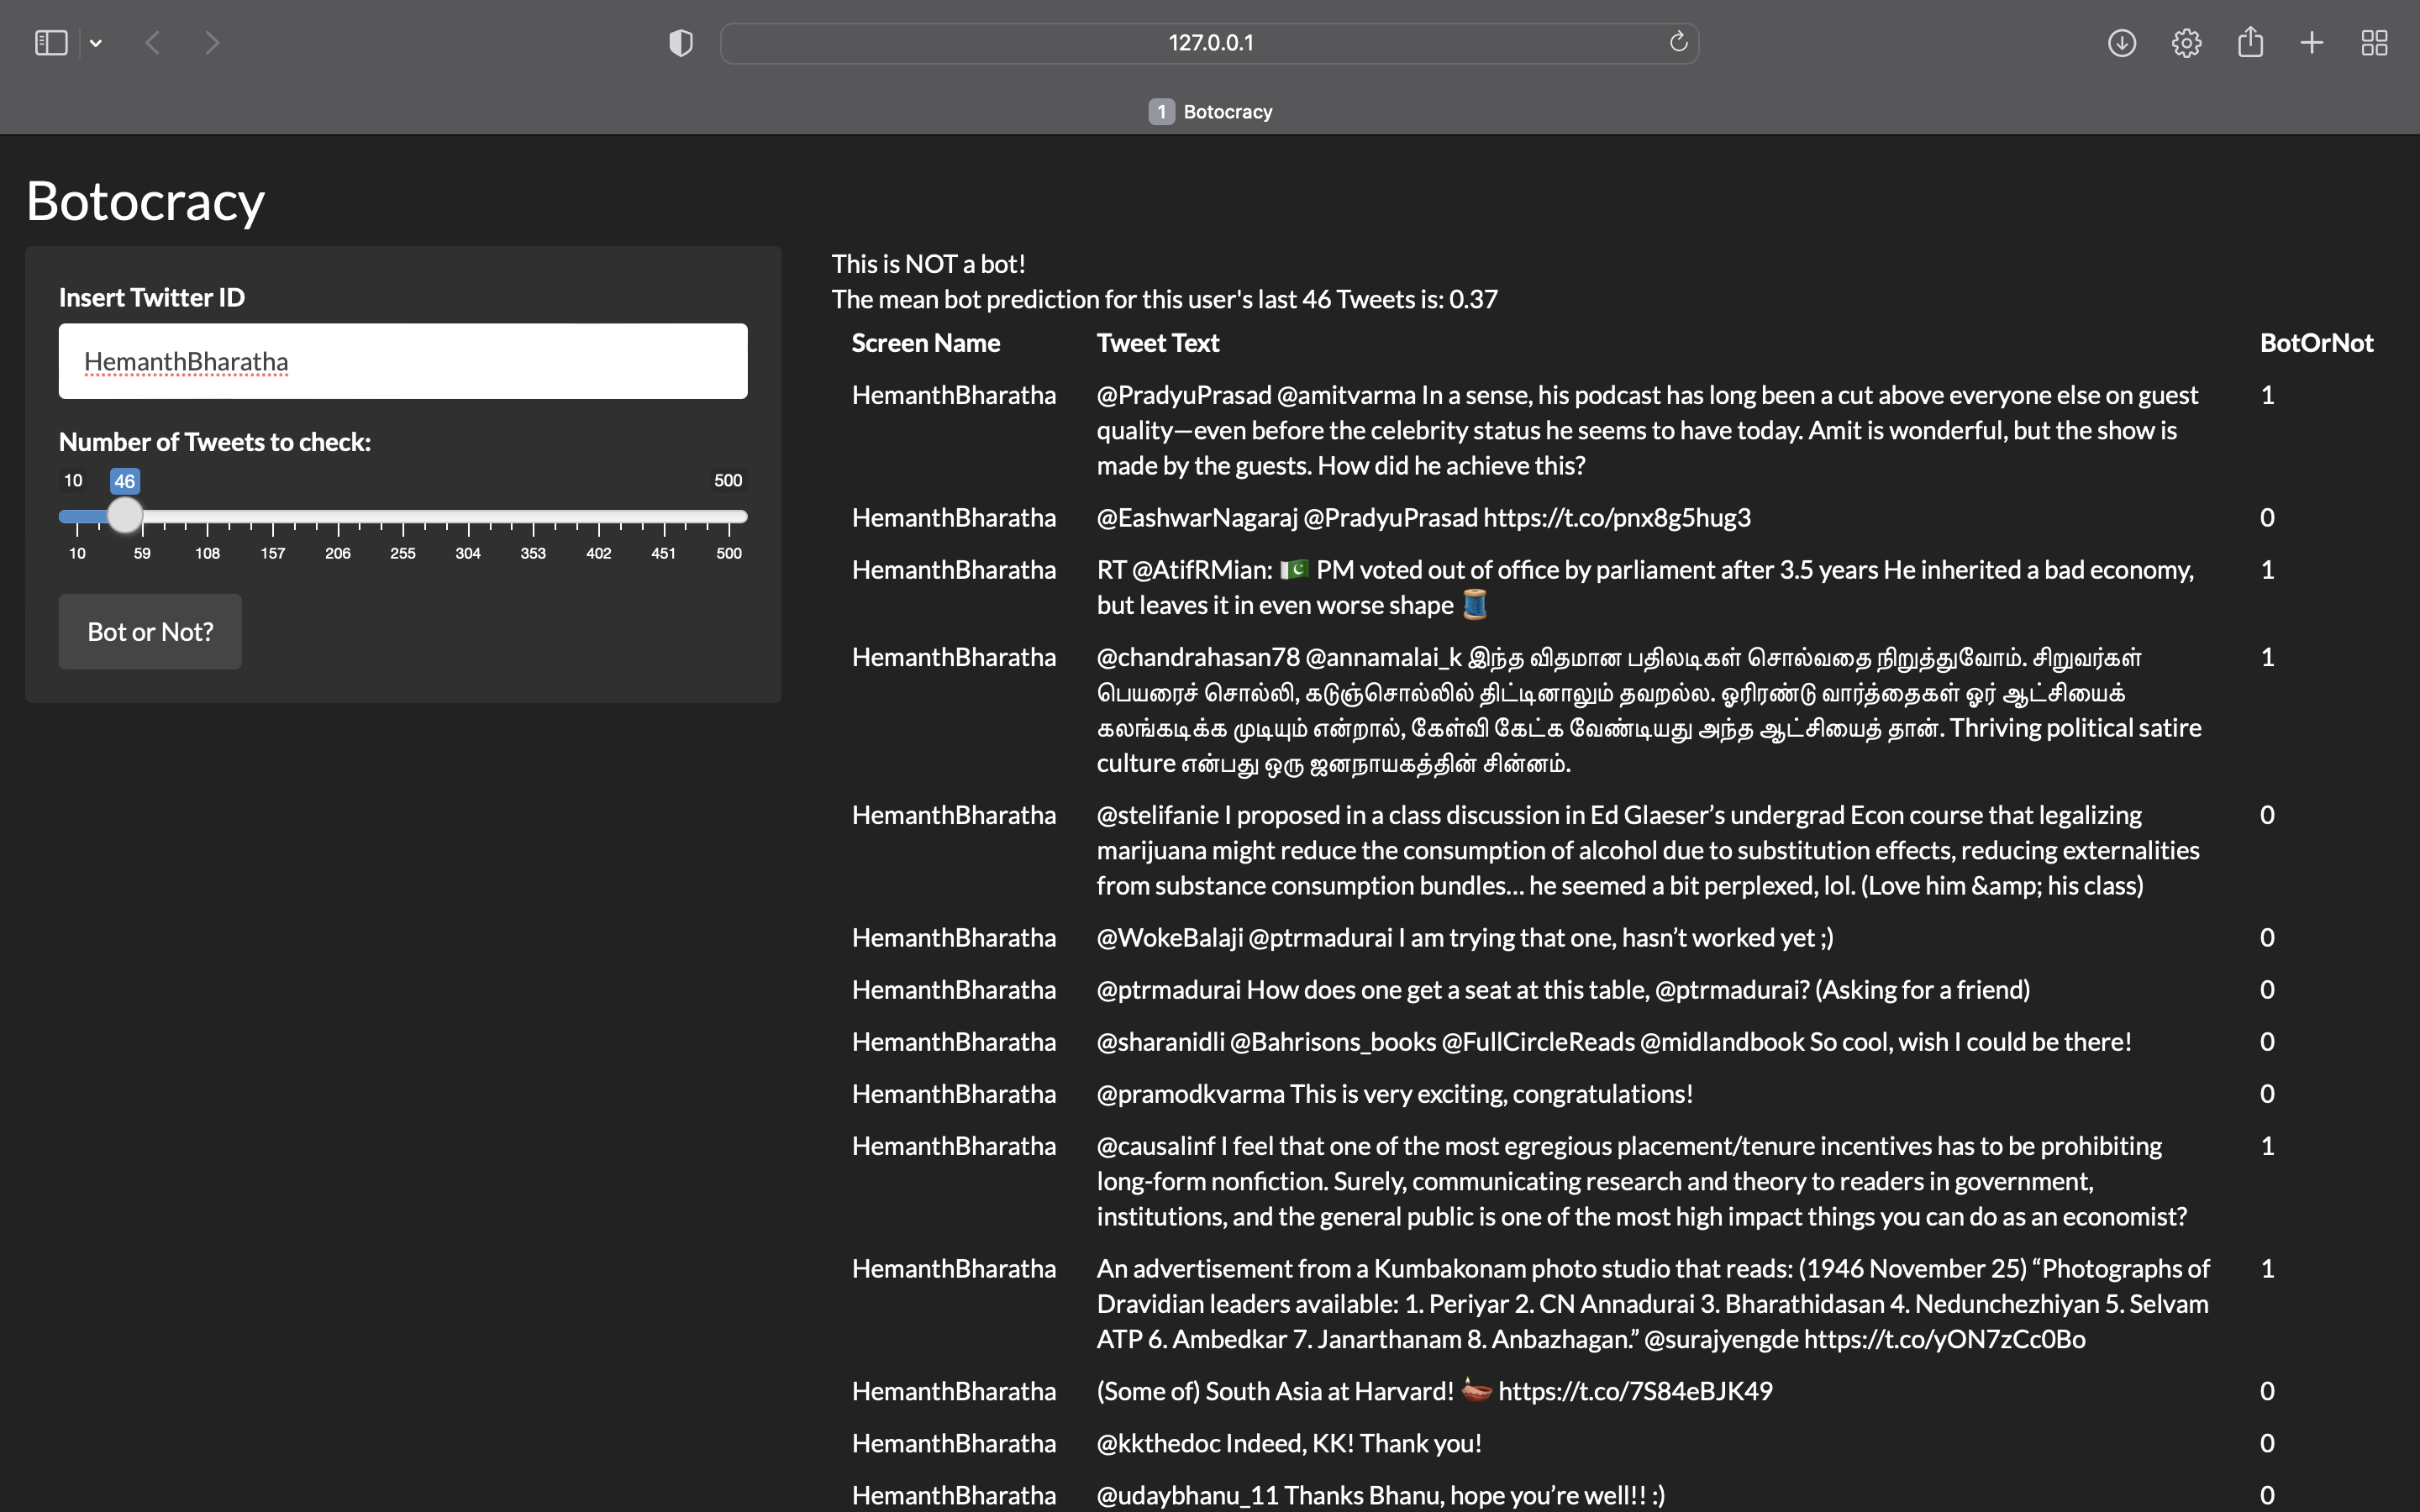 127.0.0.1
1 Botocracy
Botocracy
Insert Twitter ID
HemanthBharatha
Number of Tweets to check:
10 46 500
10 59 108 157 206 255 304 353 402 451 500
Bot or Not?
This is NOT a bot!
The mean bot prediction for this user's last 46 Tweets is: 0.37
Screen Name Tweet Text BotOrNot
HemanthBharatha @PradyuPrasad @amitvarma In a sense, his podcast has long been a cut above everyone else on guest 1
quality—even before the celebrity status he seems to have today. Amit is wonderful, but the show is
made by the guests. How did he achieve this?
HemanthBharatha @EashwarNagaraj @PradyuPrasad https://t.co/pnx8g5hug3 0
HemanthBharatha RT @AtifRMian: 🇵🇰 PM voted out of office by parliament after 3.5 years He inherited a bad economy, 1
but leaves it in even worse shape 🧵
HemanthBharatha @chandrahasan78 @annamalai_k இந்த விதமான பதிலடிகள் சொல்வதை நிறுத்துவோம். சிறுவர்கள் 1
பெயரைச் சொல்லி, கடுஞ்சொல்லில் திட்டினாலும் தவறல்ல. ஓரிரண்டு வார்த்தைகள் ஓர் ஆட்சியைக்
கலங்கடிக்க முடியும் என்றால், கேள்வி கேட்க வேண்டியது அந்த ஆட்சியைத் தான். Thriving political satire
culture என்பது ஒரு ஜனநாயகத்தின் சின்னம்.
HemanthBharatha @stelifanie I proposed in a class discussion in Ed Glaeser’s undergrad Econ course that legalizing 0
marijuana might reduce the consumption of alcohol due to substitution effects, reducing externalities
from substance consumption bundles… he seemed a bit perplexed, lol. (Love him &amp; his class)
HemanthBharatha @WokeBalaji @ptrmadurai I am trying that one, hasn’t worked yet ;) 0
HemanthBharatha @ptrmadurai How does one get a seat at this table, @ptrmadurai? (Asking for a friend) 0
HemanthBharatha @sharanidli @Bahrisons_books @FullCircleReads @midlandbook So cool, wish I could be there! 0
HemanthBharatha @pramodkvarma This is very exciting, congratulations! 0
HemanthBharatha @causalinf I feel that one of the most egregious placement/tenure incentives has to be prohibiting 1
long-form nonfiction. Surely, communicating research and theory to readers in government,
institutions, and the general public is one of the most high impact things you can do as an economist?
HemanthBharatha An advertisement from a Kumbakonam photo studio that reads: (1946 November 25) “Photographs of 1
Dravidian leaders available: 1. Periyar 2. CN Annadurai 3. Bharathidasan 4. Nedunchezhiyan 5. Selvam
ATP 6. Ambedkar 7. Janarthanam 8. Anbazhagan.” @surajyengde https://t.co/yON7zCc0Bo
HemanthBharatha (Some of) South Asia at Harvard! 🪔 https://t.co/7S84eBJK49 0
HemanthBharatha @kkthedoc Indeed, KK! Thank you! 0
HemanthBharatha @udaybhanu_11 Thanks Bhanu, hope you’re well!! :) 0